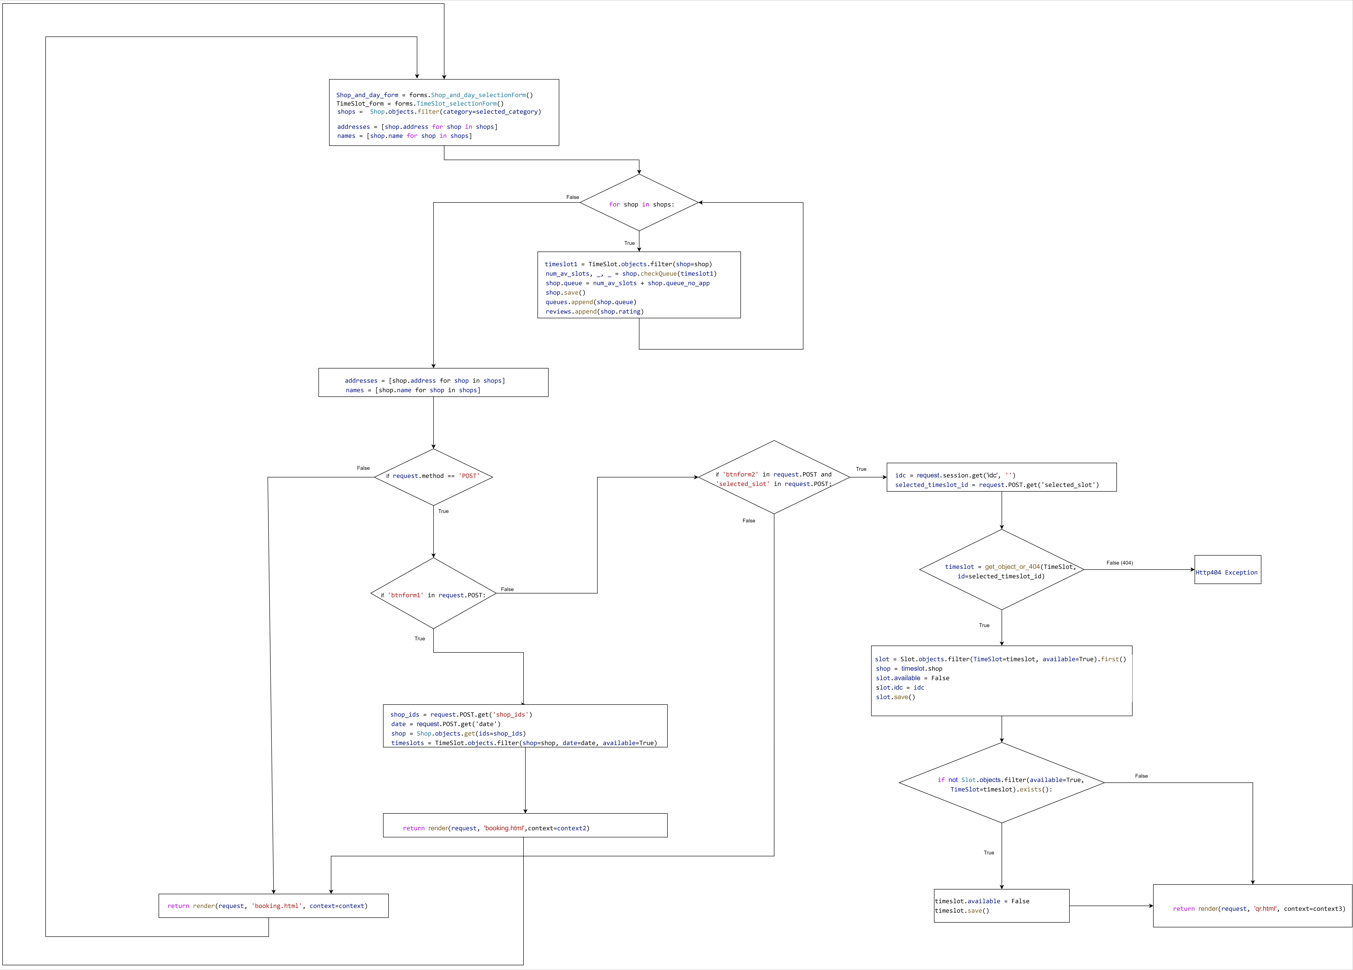 Shop_and_day_form = forms.Shop_and_day_selectionForm()
TimeSlot_form = forms.TimeSlot_selectionForm()
shops =  Shop.objects.filter(category=selected_category)
addresses = [shop.address for shop in shops]
names = [shop.name for shop in shops]
False
for shop in shops:
True
timeslot1 = TimeSlot.objects.filter(shop=shop)
num_av_slots, _, _ = shop.checkQueue(timeslot1)
shop.queue = num_av_slots + shop.queue_no_app
shop.save()
queues.append(shop.queue)
reviews.append(shop.rating)
addresses = [shop.address for shop in shops]
names = [shop.name for shop in shops]
False
if request.method == 'POST'
True
if 'btnform1' in request.POST:
False
True
shop_ids = request.POST.get('shop_ids')
date = request.POST.get('date')
shop = Shop.objects.get(ids=shop_ids)
timeslots = TimeSlot.objects.filter(shop=shop, date=date, available=True)
return render(request, 'booking.html',context=context2)
return render(request, 'booking.html', context=context)
if 'btnform2' in request.POST and
'selected_slot' in request.POST:
True
False
idc = request.session.get('idc', '')
selected_timeslot_id = request.POST.get('selected_slot')
timeslot = get_object_or_404(TimeSlot,
id=selected_timeslot_id)
False (404)
Http404 Exception
True
slot = Slot.objects.filter(TimeSlot=timeslot, available=True).first()
shop = timeslot.shop
slot.available = False
slot.idc = idc
slot.save()
if not Slot.objects.filter(available=True,
TimeSlot=timeslot).exists():
False
True
timeslot.available = False
timeslot.save()
return render(request, 'qr.html', context=context3)